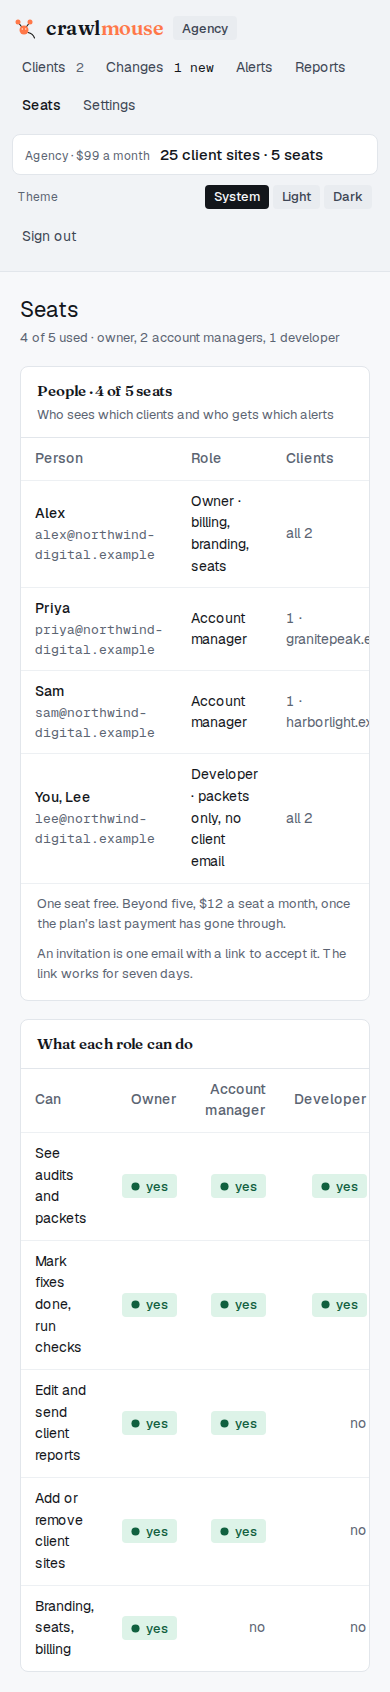 crawlmouse Agency
Clients 2 Changes 1 new Alerts Reports
Seats Settings
Agency · $99 a month 25 client sites · 5 seats
Theme System Light Dark
Sign out
Seats
4 of 5 used · owner, 2 account managers, 1 developer
People · 4 of 5 seats
Who sees which clients and who gets which alerts
Person Role Clients
Alex
alex@northwind-
digital.example
Owner ·
billing,
branding,
seats
all 2
Priya
priya@northwind-
digital.example
Account
manager
1 ·
granitepeak.e
Sam
sam@northwind-
digital.example
Account
manager
1 ·
harborlight.ex
You, Lee
lee@northwind-
digital.example
Developer
· packets
only, no
client
email
all 2
One seat free. Beyond five, $12 a seat a month, once
the plan's last payment has gone through.
An invitation is one email with a link to accept it. The
link works for seven days.
What each role can do
Can Owner Account
manager Developer
See
audits
and
packets
yes yes yes
Mark
fixes
done,
run
checks
yes yes yes
Edit and
send
client
reports
yes yes no
Add or
remove
client
sites
yes yes no
Branding,
seats,
billing
yes no no